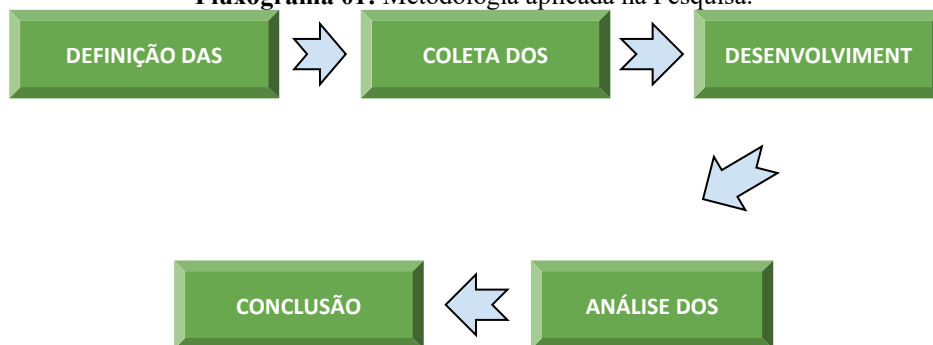 Fluxograma 01: Metodologia aplicada na Pesquisa.
DEFINIÇÃO DAS
COLETA DOS
DESENVOLVIMENT
ANÁLISE DOS
CONCLUSÃO